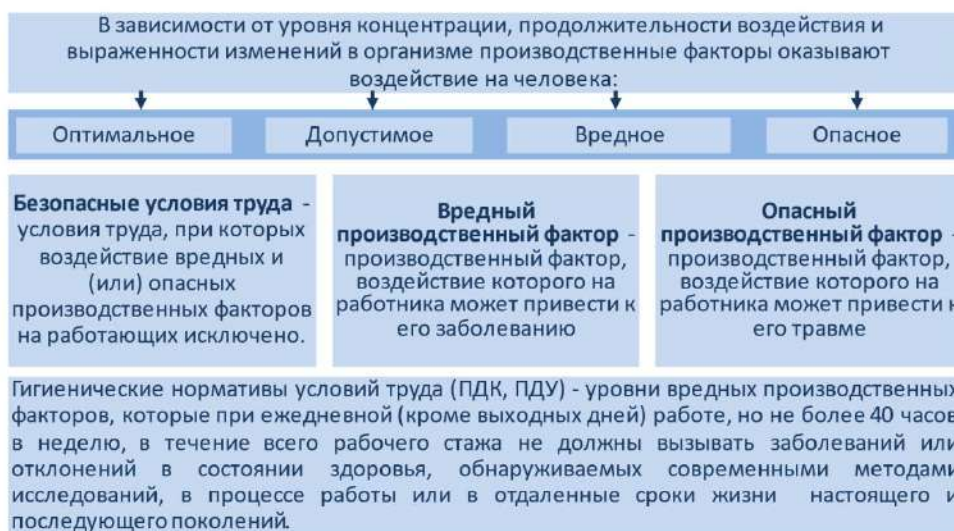 В зависимости от уровня концентрации, продолжительности воздействия и
выраженности изменений в организме производственные факторы оказывают
воздействие на человека:
Оптимальное
Допустимое
Вредное
Опасное
Безопасные условия труда -
условия труда, при которых
воздействие вредных и
(или) опасных
производственных факторов
на работающих исключено.
Вредный
производственный фактор -
производственный фактор,
воздействие которого на
работника может привести к
его заболеванию
Опасный
производственный фактор -
производственный фактор,
воздействие которого на
работника может привести к
его травме
Гигиенические нормативы условий труда (ПДК, ПДУ) - уровни вредных производственных
факторов, которые при ежедневной (кроме выходных дней) работе, но не более 40 часов
в неделю, в течение всего рабочего стажа не должны вызывать заболеваний или
отклонений в состоянии здоровья, обнаруживаемых современными методами
исследований, в процессе работы или в отдаленные сроки жизни настоящего и
последующего поколений.